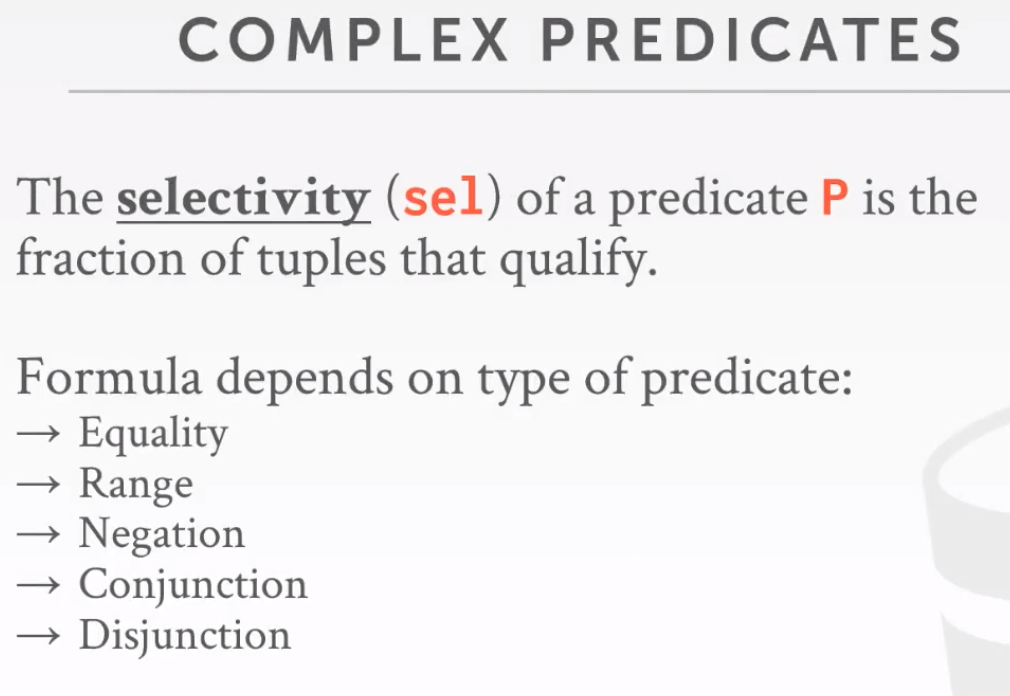 COMPLEX PREDICATES
The selectivity (sel) of a predicate P is the
fraction of tuples that qualify.
Formula depends on type of predicate:
→ Equality
→ Range
→ Negation
→ Conjunction
→ Disjunction